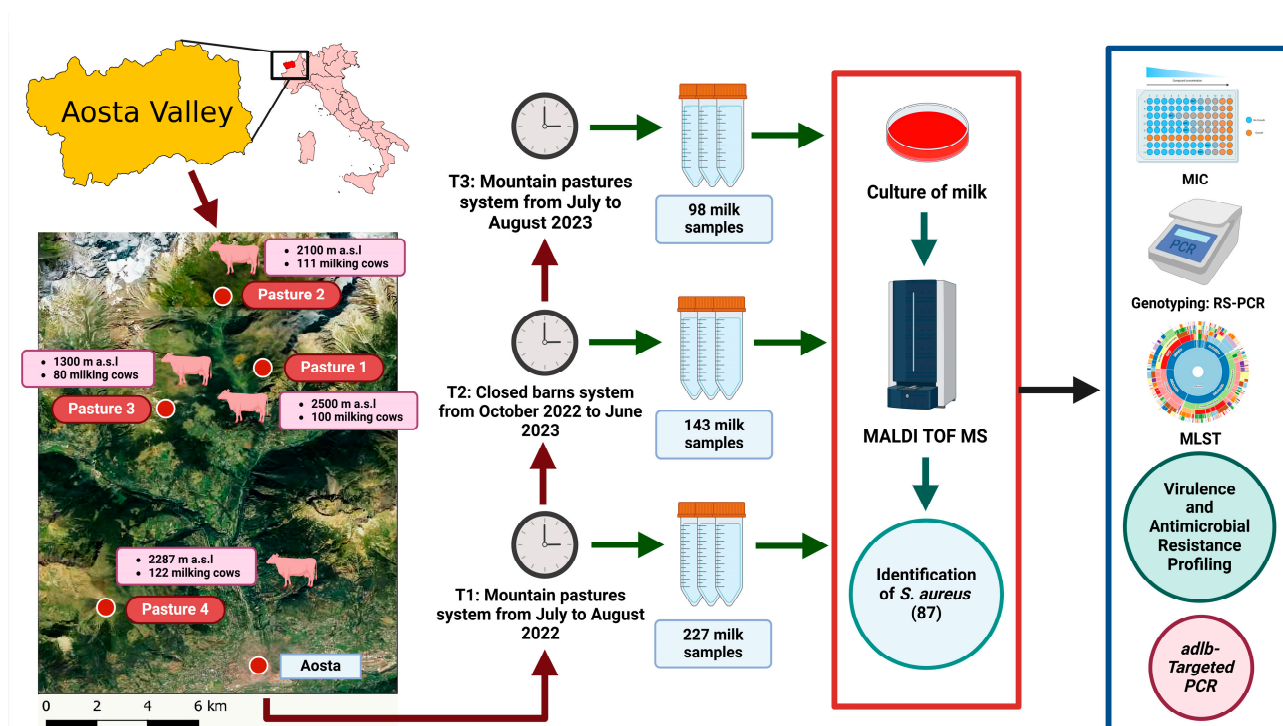 Aosta Valley
• 2100 m a.s.l
• 111 milking cows
Pasture 2
• 1300 m a.s.l
• 80 milking cows
Pasture 1
Pasture 3
• 2500 m a.s.l
• 100 milking cows
• 2287 m a.s.l
• 122 milking cows
Pasture 4
Aosta
0 2 4 6 km
T3: Mountain pastures
system from July to
August 2023
98 milk
samples
T2: Closed barns system
from October 2022 to June
2023
143 milk
samples
T1: Mountain pastures
system from July to August
2022
227 milk
samples
Culture of milk
MALDI TOF MS
Identification
of S. aureus
(87)
MIC
PCR
Genotyping: RS-PCR
MLST
Virulence
and
Antimicrobial
Resistance
Profiling
adlb-
Targeted
PCR